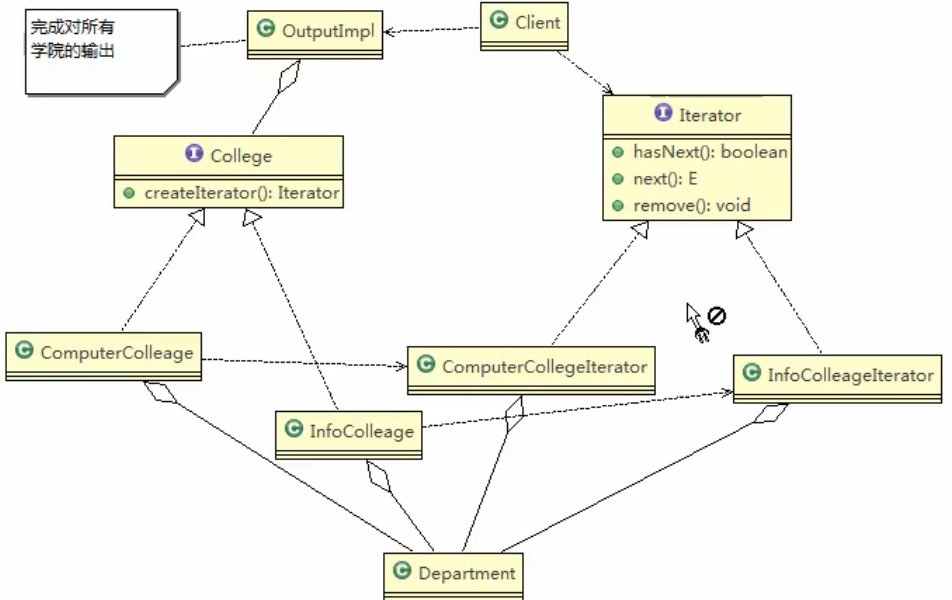 完成对所有
学院的输出
OutputImpl
Client
Iterator
hasNext(): boolean
next(): E
remove(): void
College
createIterator(): Iterator
ComputerColleage
ComputerCollegeIterator
InfoColleageIterator
InfoColleage
Department